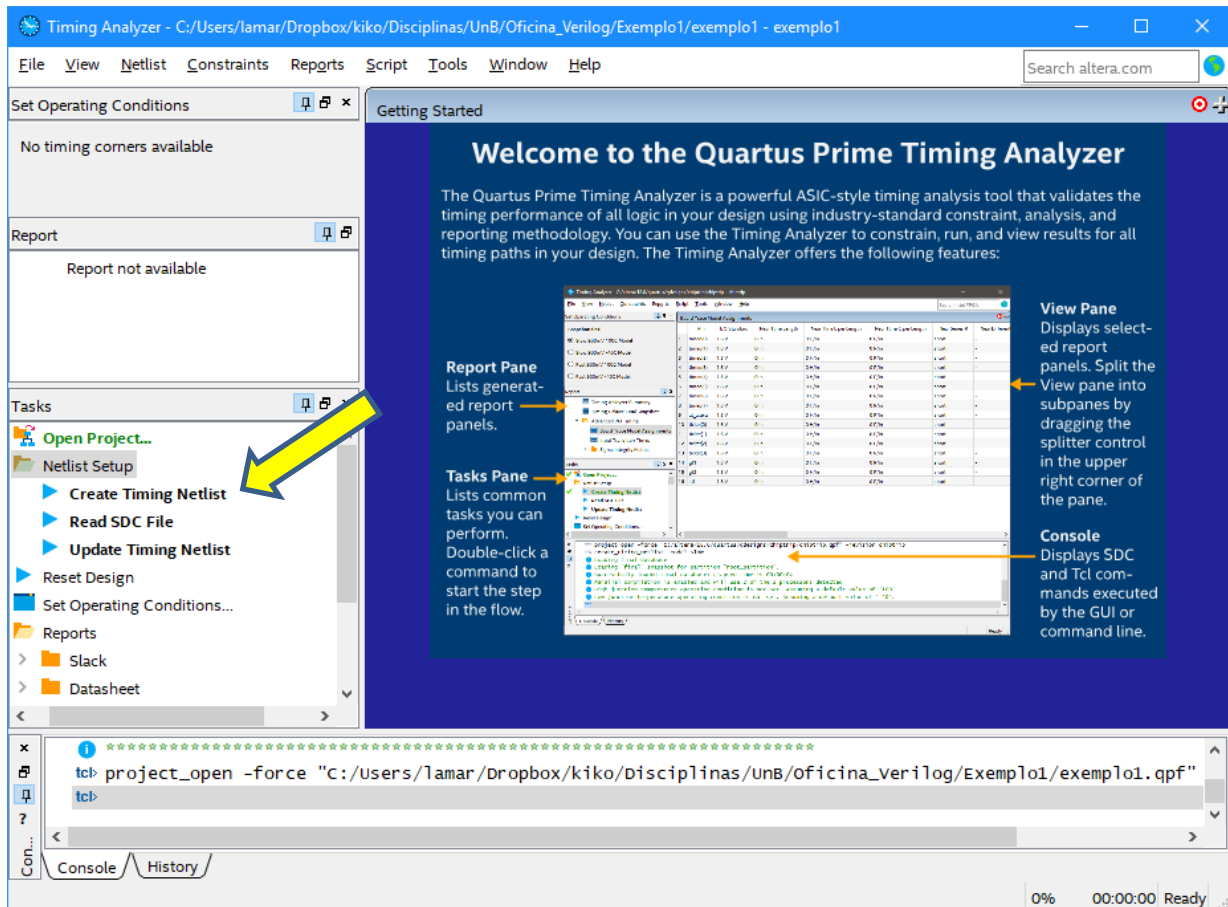 Timing Analyzer - C:/Users/lamar/Dropbox/kiko/Disciplinas/UnB/Oficina_Verilog/Exemplo1/exemplo1 - exemplo1
File View Netlist Constraints Reports Script Tools Window Help
Search altera.com
Set Operating Conditions
No timing corners available
Report
Report not available
Tasks
Open Project...
Netlist Setup
Create Timing Netlist
Read SDC File
Update Timing Netlist
Reset Design
Set Operating Conditions...
Reports
Slack
Datasheet
Getting Started
Welcome to the Quartus Prime Timing Analyzer
The Quartus Prime Timing Analyzer is a powerful ASIC-style timing analysis tool that validates the
timing performance of all logic in your design using industry-standard constraint, analysis, and
reporting methodology. You can use the Timing Analyzer to constrain, run, and view results for all
timing paths in your design. The Timing Analyzer offers the following features:
Report Pane
Lists generat-
ed report
panels.
Tasks Pane
Lists common
tasks you can
perform.
Double-click a
command to
start the step
in the flow.
View Pane
Displays select-
ed report
panels. Split the
View pane into
subpanes by
dragging the
splitter control
in the upper
right corner of
the pane.
Console
Displays SDC
and Tcl com-
mands executed
by the GUI or
command line.
tcl> project_open -force "C:/Users/lamar/Dropbox/kiko/Disciplinas/UnB/Oficina_Verilog/Exemplo1/exemplo1.qpf"
tcl>
Con...
Console
History
0% 00:00:00 Ready